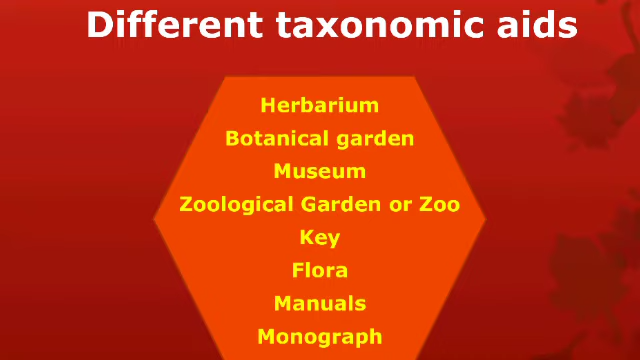 Different taxonomic aids
Herbarium
Botanical garden
Museum
Zoological Garden or Zoo
Key
Flora
Manuals
Monograph